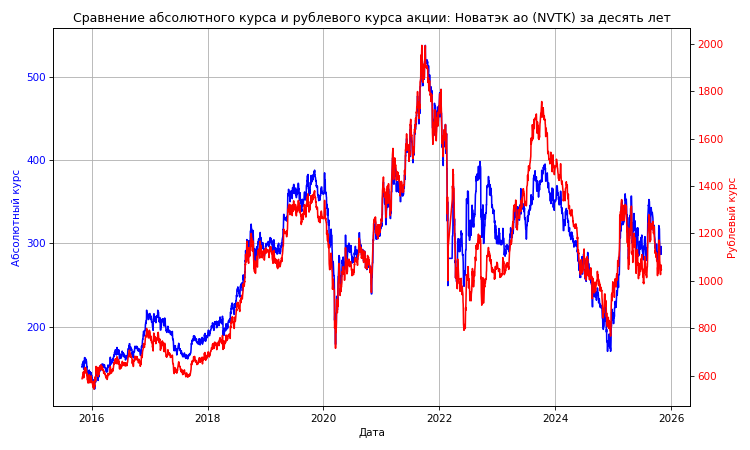 Сравнение абсолютного курса и рублевого курса акции: Новатэк ао (NVTK) за десять лет
500
400
300
200
Абсолютный курс
2000
1800
1600
1400
1200
1000
800
600
Рублевый курс
2016 2018 2020 2022 2024 2026
Дата